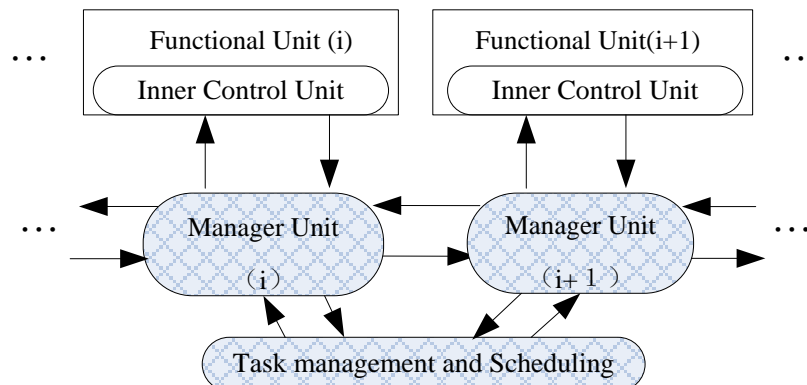 Functional Unit (i)
Functional Unit(i+1)
…
…
Inner Control Unit
Inner Control Unit
…
Manager Unit
（i）
Manager Unit
（i+１）
…
Task management and Scheduling